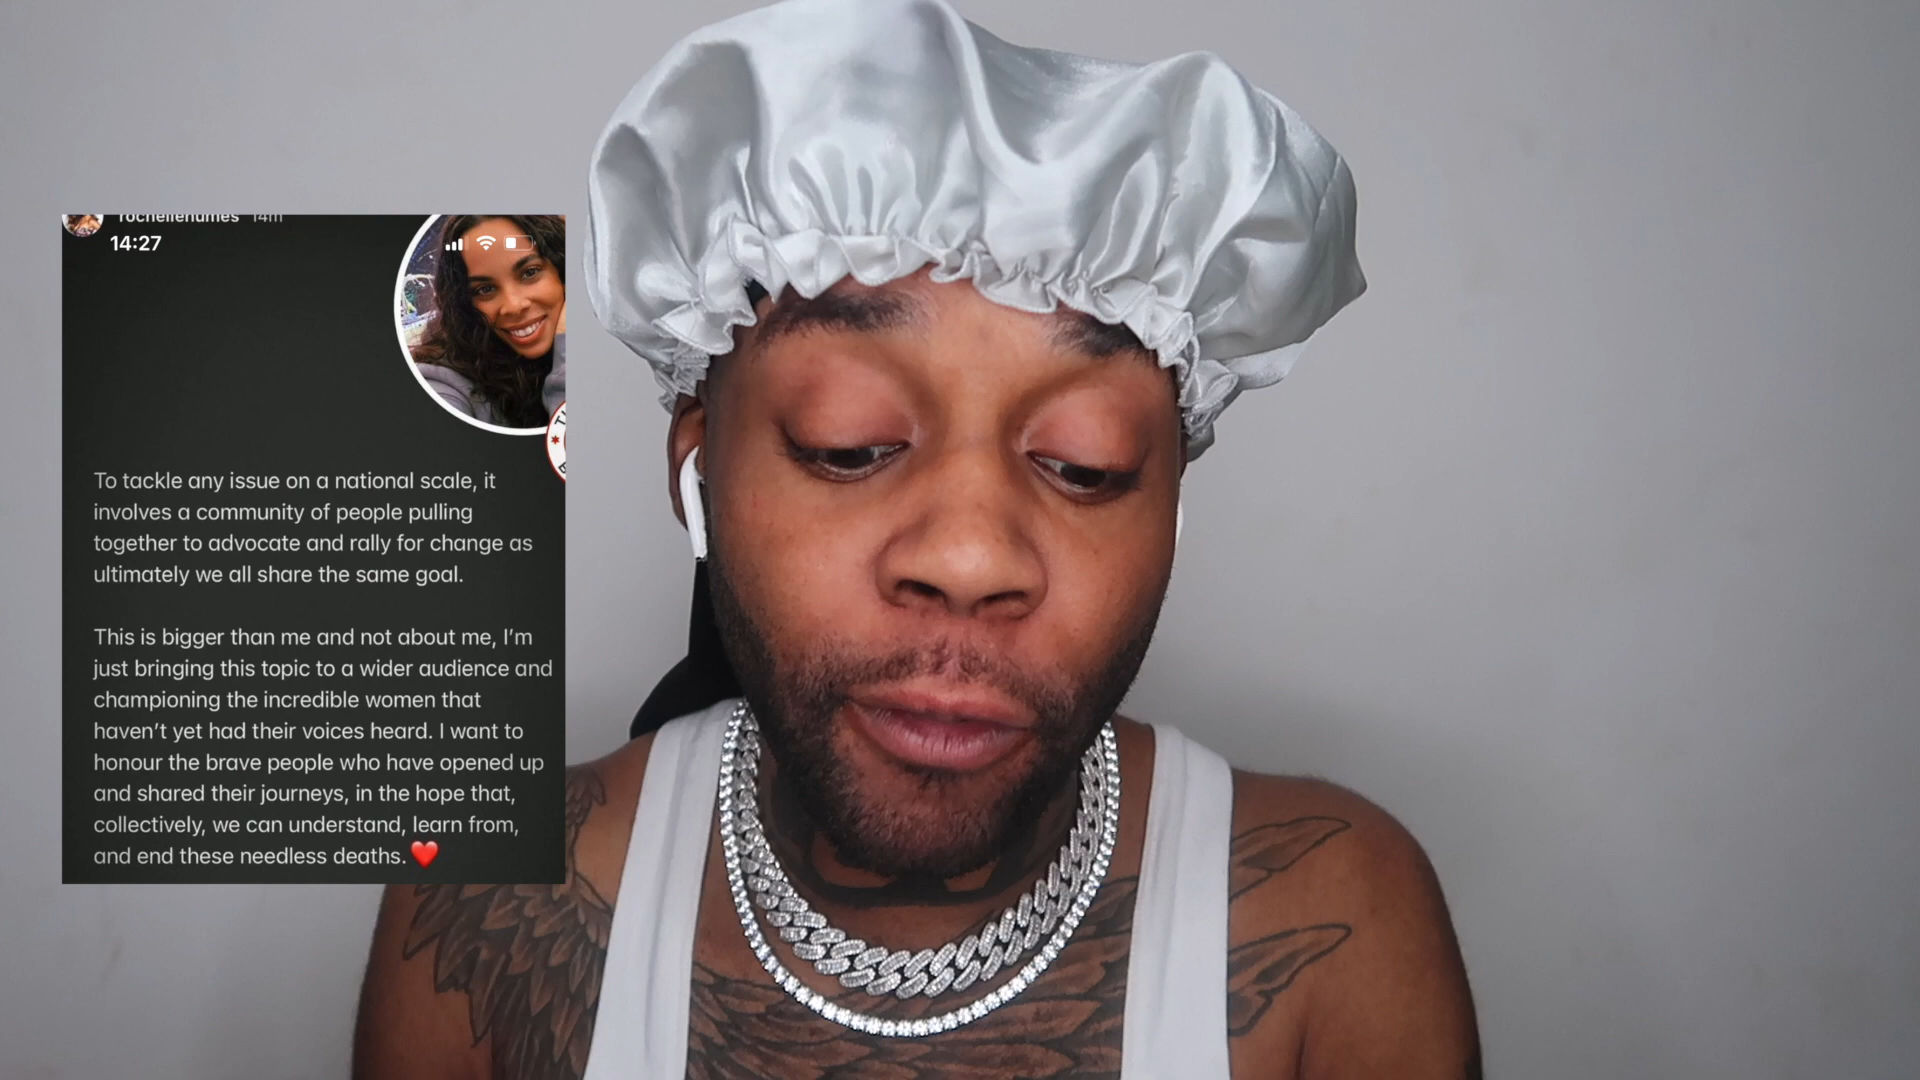 rochellehumes 14m
14:27
To tackle any issue on a national scale, it
involves a community of people pulling
together to advocate and rally for change as
ultimately we all share the same goal.
This is bigger than me and not about me, I'm
just bringing this topic to a wider audience and
championing the incredible women that
haven't yet had their voices heard. I want to
honour the brave people who have opened up
and shared their journeys, in the hope that,
collectively, we can understand, learn from,
and end these needless deaths.❤️